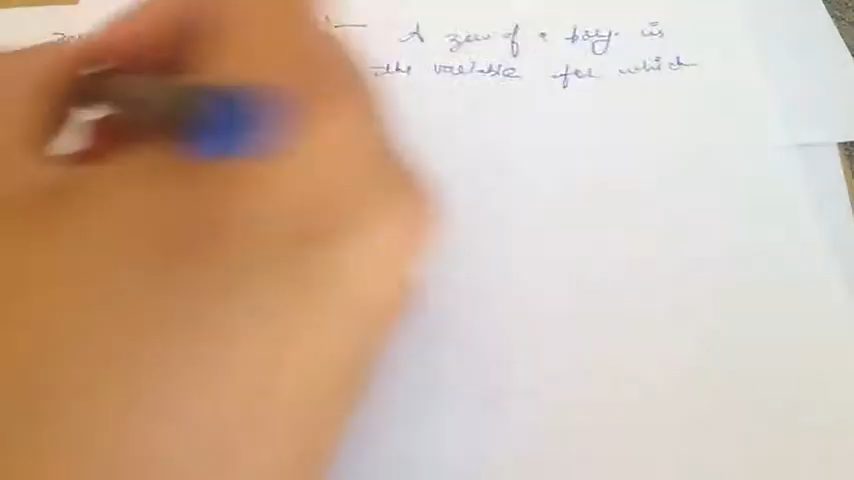 A zero of a poly. is
the variable for which